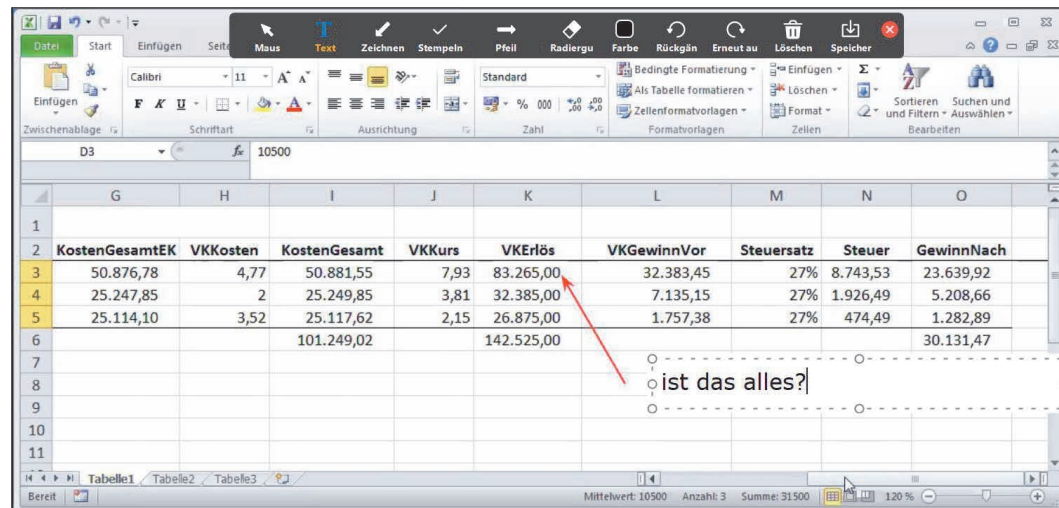 Maus Text Zeichnen Stempeln Pfeil Radiergu Farbe Rückgän Erneut au Löschen Speicher
Datei Start Einfügen Seite
Calibri 11 A A Standard Bedingte Formatierung Einfügen Σ
Einfügen Als Tabelle formatieren Löschen Sortieren und Filtern Suchen und Auswählen
F K U A % 000 Zellenformatvorlagen Format
Zwischenablage Schriftart Ausrichtung Zahl Formatvorlagen Zellen Bearbeiten
D3 fx 10500
G H I J K L M N O
1
2 KostenGesamtEK VKKosten KostenGesamt VKKurs VKErlös VKGewinnVor Steuersatz Steuer GewinnNach
3 50.876,78 4,77 50.881,55 7,93 83.265,00 32.383,45 27% 8.743,53 23.639,92
4 25.247,85 2 25.249,85 3,81 32.385,00 7.135,15 27% 1.926,49 5.208,66
5 25.114,10 3,52 25.117,62 2,15 26.875,00 1.757,38 27% 474,49 1.282,89
6 101.249,02 142.525,00 30.131,47
7
8 ist das alles?
9
10
11
Tabelle1 Tabelle2 Tabelle3
Bereit Mittelwert: 10500 Anzahl: 3 Summe: 31500 120 %